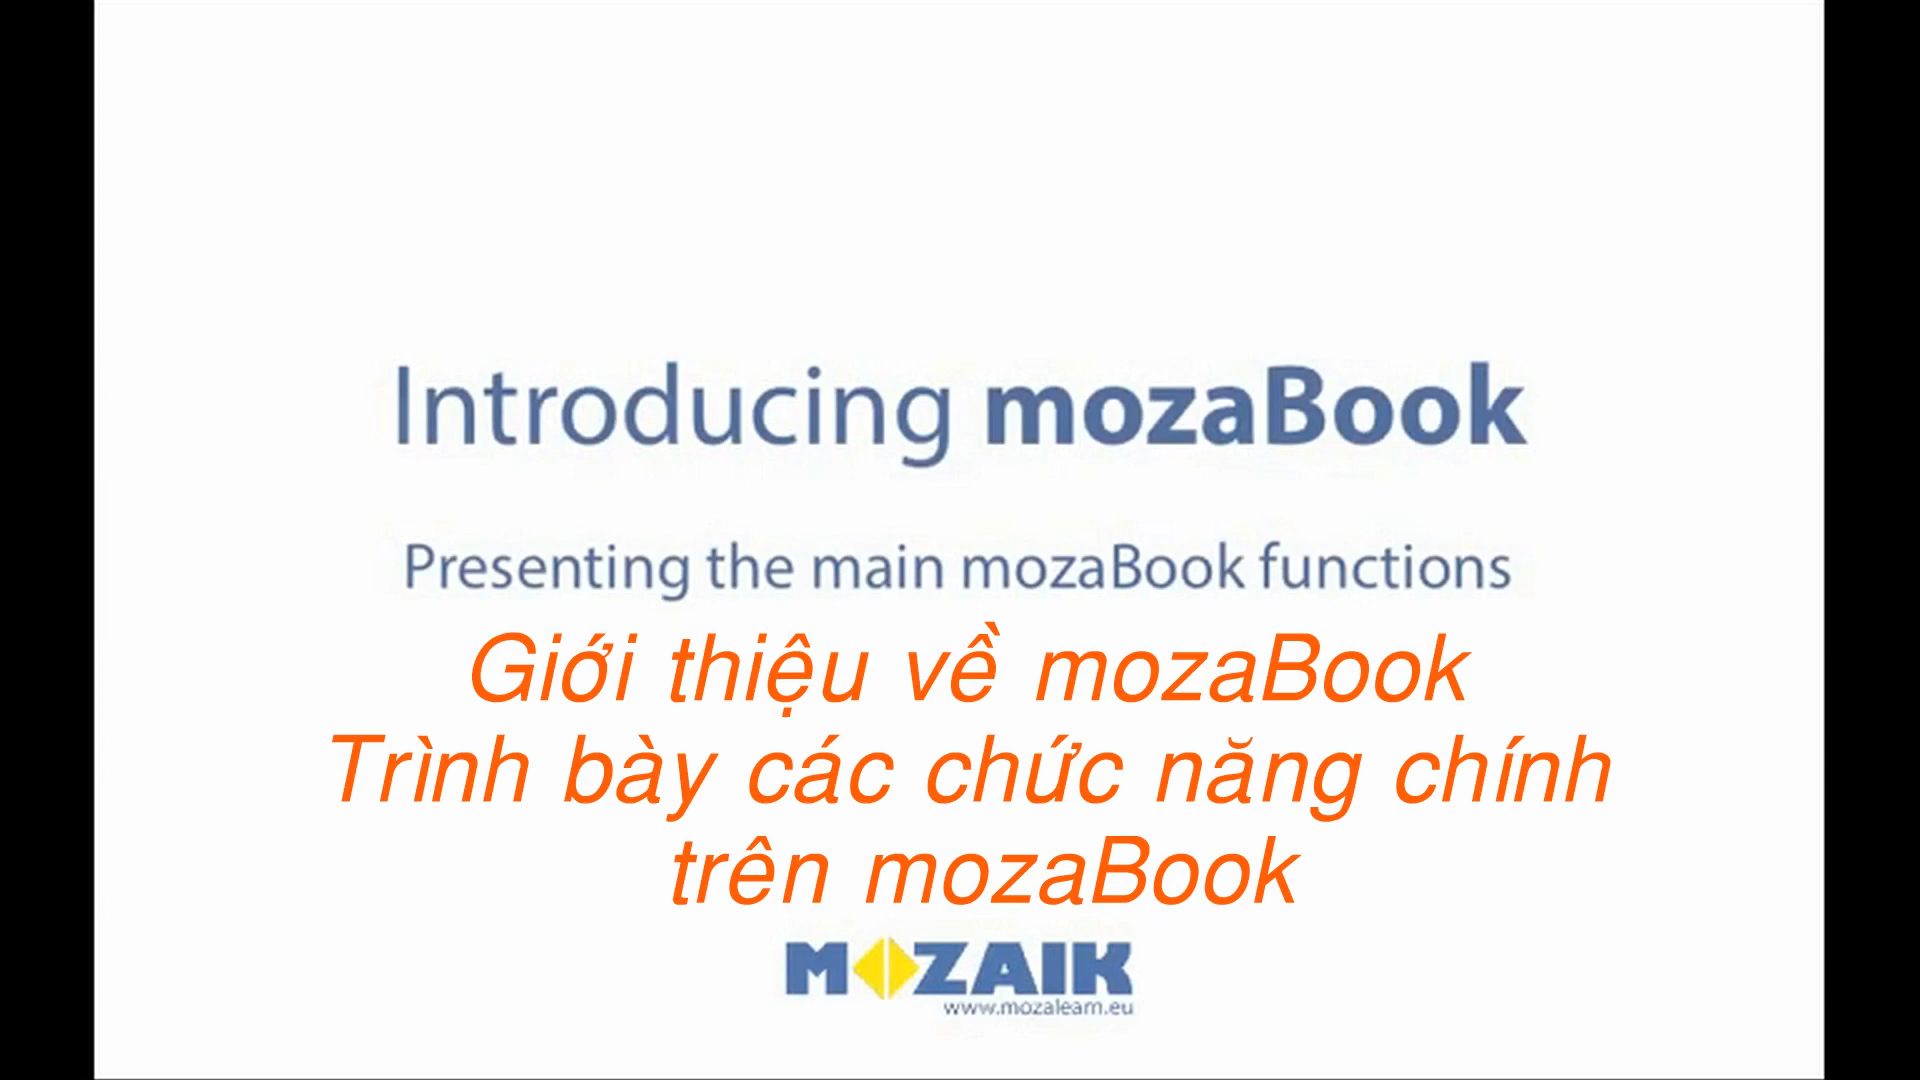 Introducing mozaBook
Presenting the main mozaBook functions
Giới thiệu về mozaBook
Trình bày các chức năng chính
trên mozaBook
MOZAIK
www.mozalearn.eu